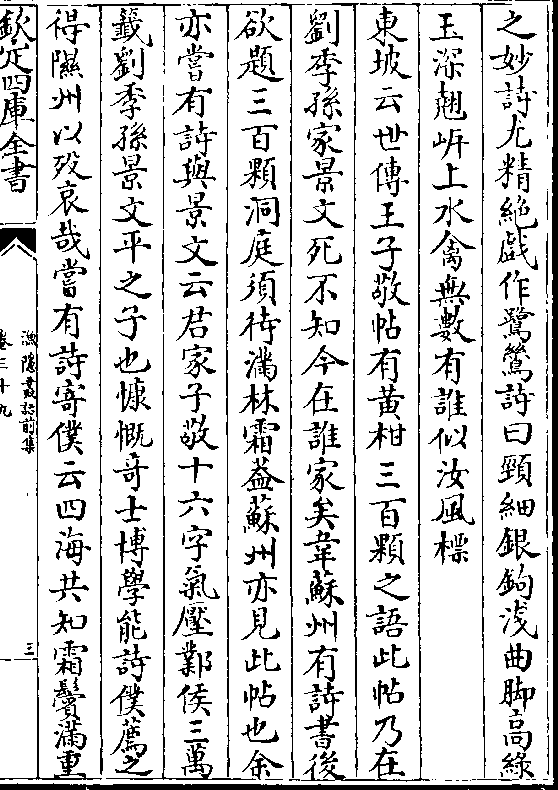 之妙詩尤精絶戲作鷺鷥詩曰頸細銀鉤淺曲脚高綠
玉深翹岸上水禽無數有誰似汝風標
東坡云世傳王子敬帖有黃柑三百顆之語此帖乃在
劉季孫家景文死不知今在誰家矣韋蘇州有詩書後
欲題三百顆洞庭須待滿林霜葢蘇州亦見此帖也余
亦嘗有詩與景文云君家子敬十六字氣壓鄴侯三萬
籤劉季孫景文平之子也慷慨竒士博學能詩僕薦之
得隰州以殁哀哉嘗有詩寄僕云四海共知霜鬢滿重
欽定四庫全書
漁隱叢話前集
卷三十九
三